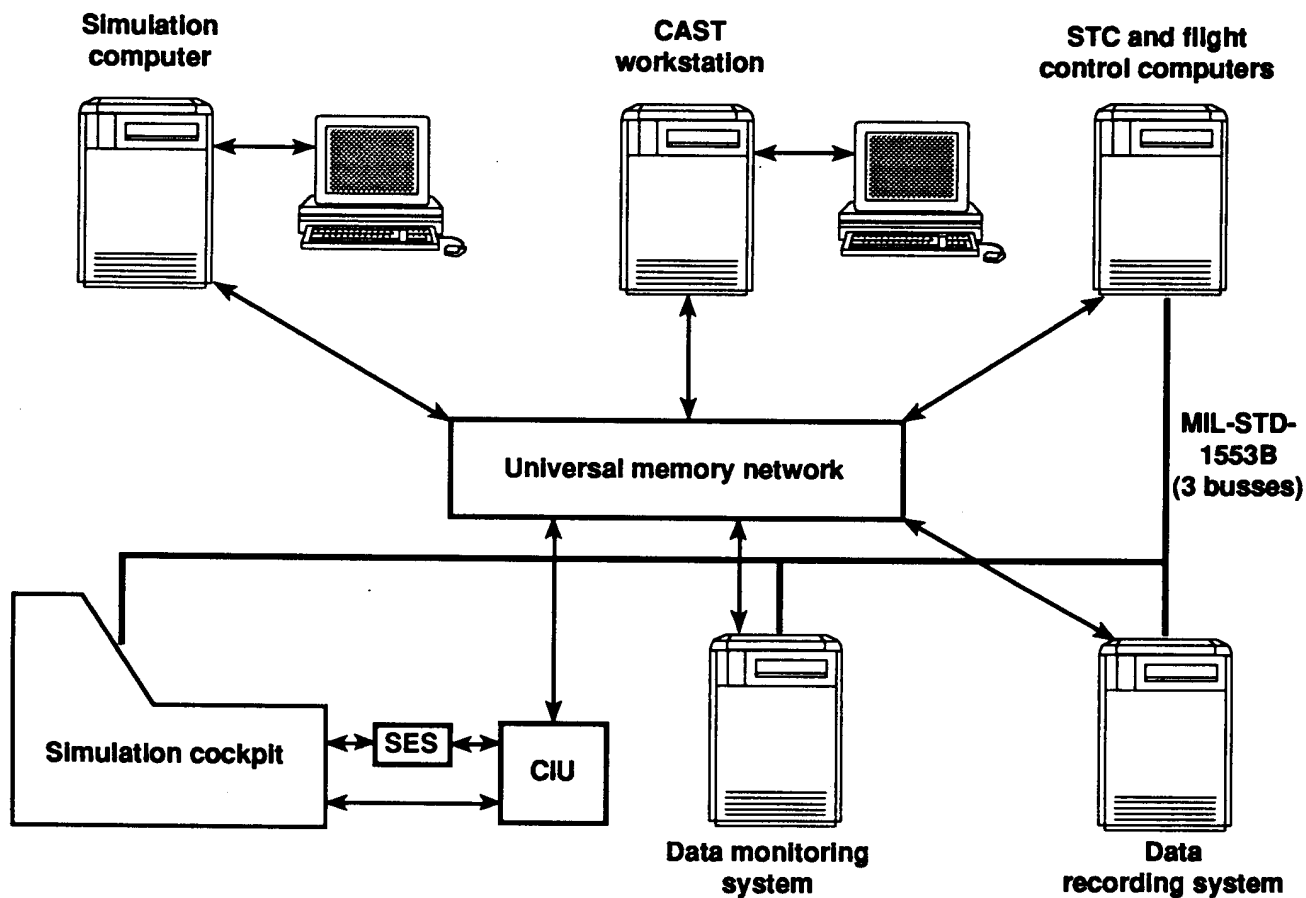 Simulation
computer
CAST
workstation
STC and flight
control computers
Universal memory network
MIL-STD-
1553B
(3 busses)
Simulation cockpit
SES
CIU
Data monitoring
system
Data
recording system